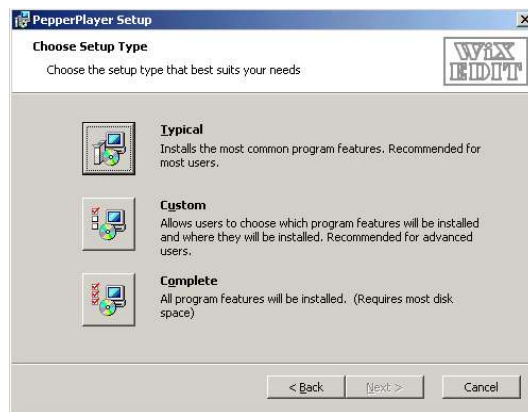 PepperPlayer Setup
Choose Setup Type
Choose the setup type that best suits your needs
WiX
EDIT
Typical
Installs the most common program features. Recommended for
most users.
Custom
Allows users to choose which program features will be installed
and where they will be installed. Recommended for advanced
users.
Complete
All program features will be installed. (Requires most disk
space)
< Back Next > Cancel